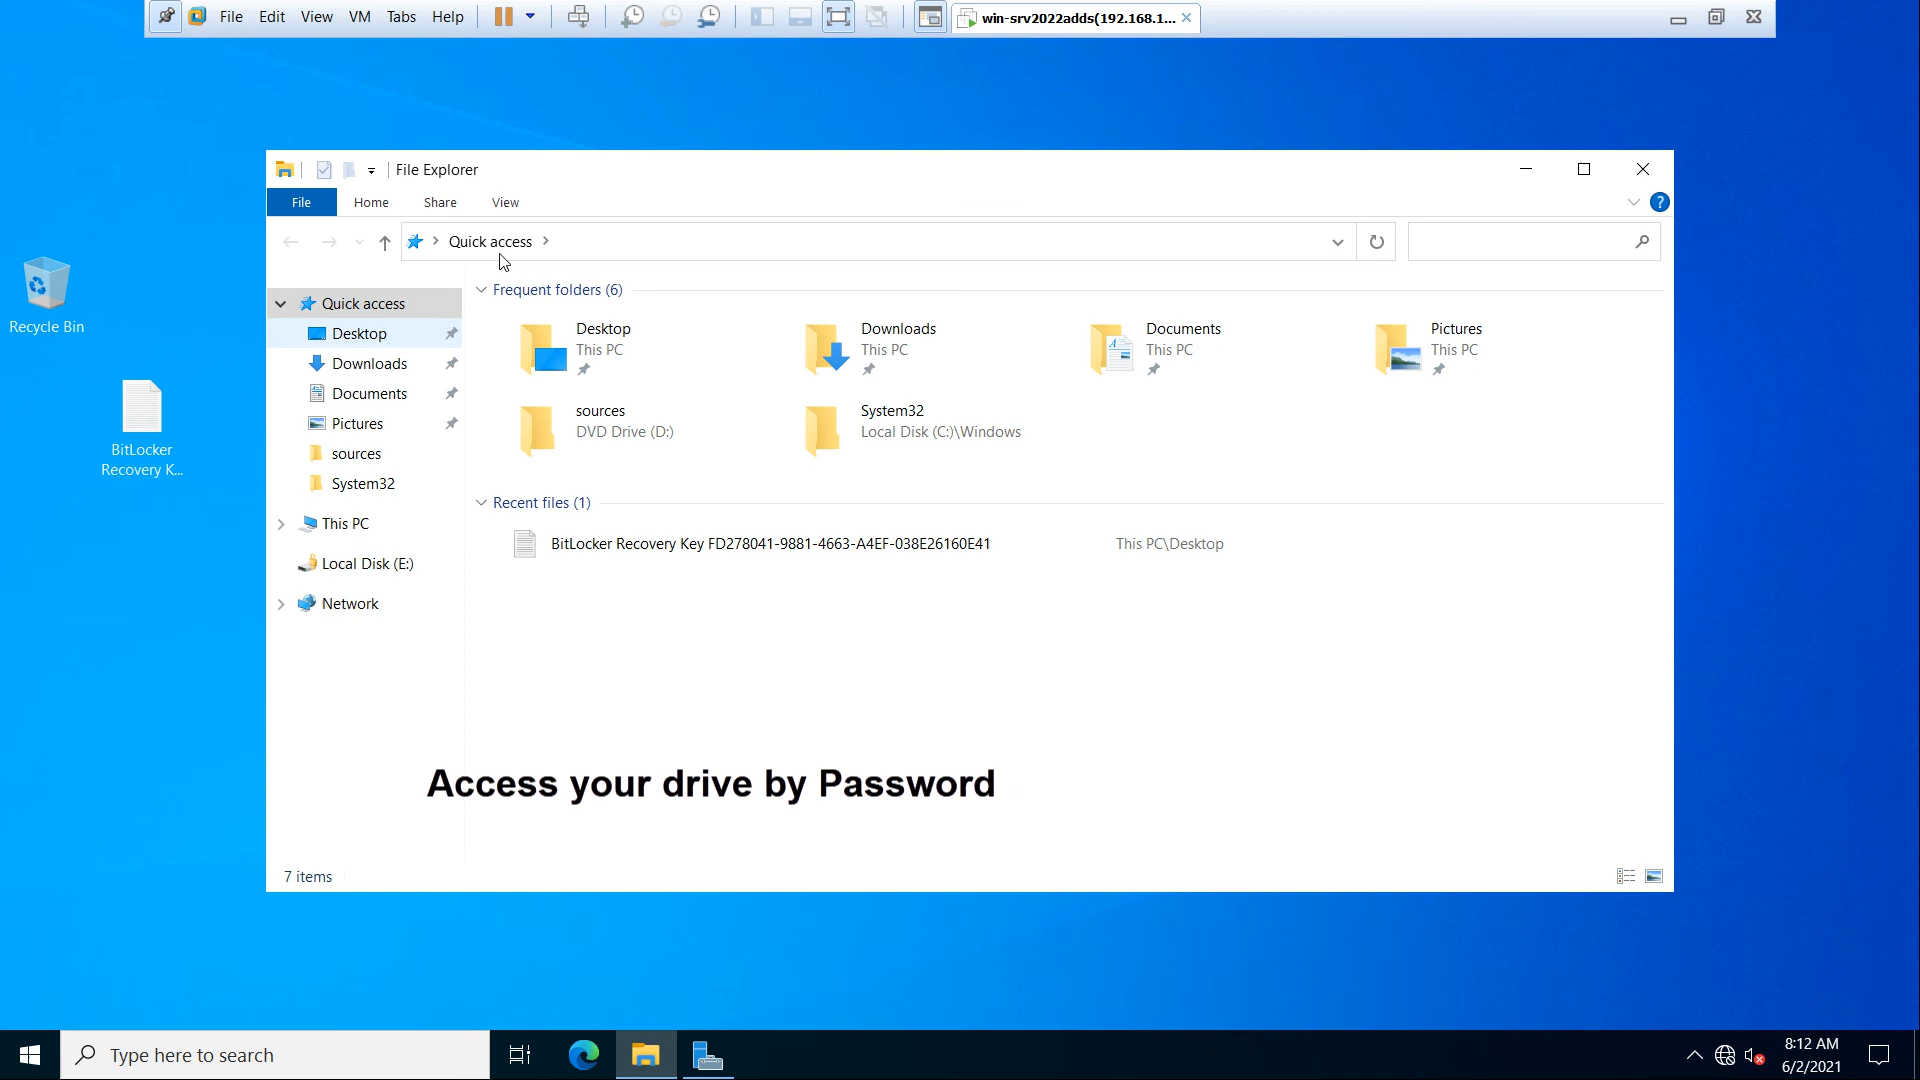 File Edit View VM Tabs Help
win-srv2022adds(192.168.1...
File Explorer
File Home Share View
Quick access
Recycle Bin
BitLocker
Recovery K...
Quick access
Desktop
Downloads
Documents
Pictures
sources
System32
This PC
Local Disk (E:)
Network
Frequent folders (6)
Desktop
This PC
Downloads
This PC
Documents
This PC
Pictures
This PC
sources
DVD Drive (D:)
System32
Local Disk (C:)\Windows
Recent files (1)
BitLocker Recovery Key FD278041-9881-4663-A4EF-038E26160E41 This PC\Desktop
Access your drive by Password
7 items
Type here to search
8:12 AM
6/2/2021